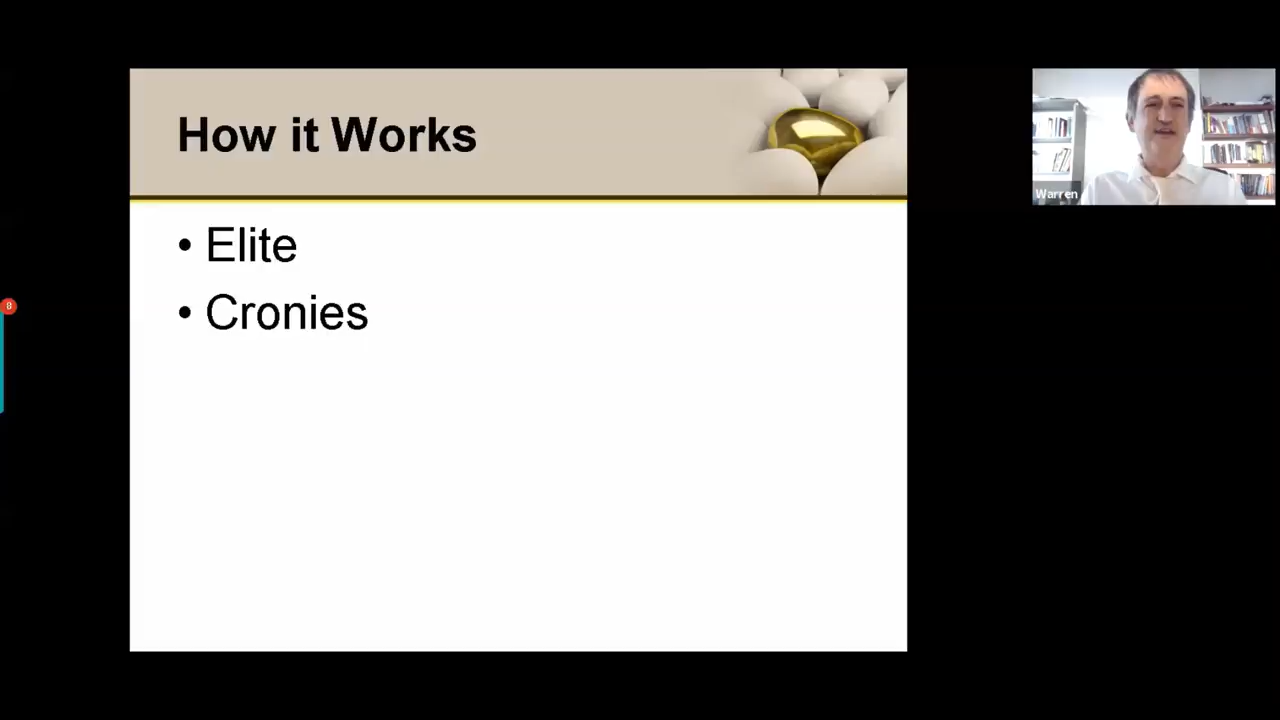 How it Works
• Elite
• Cronies
Warren
8